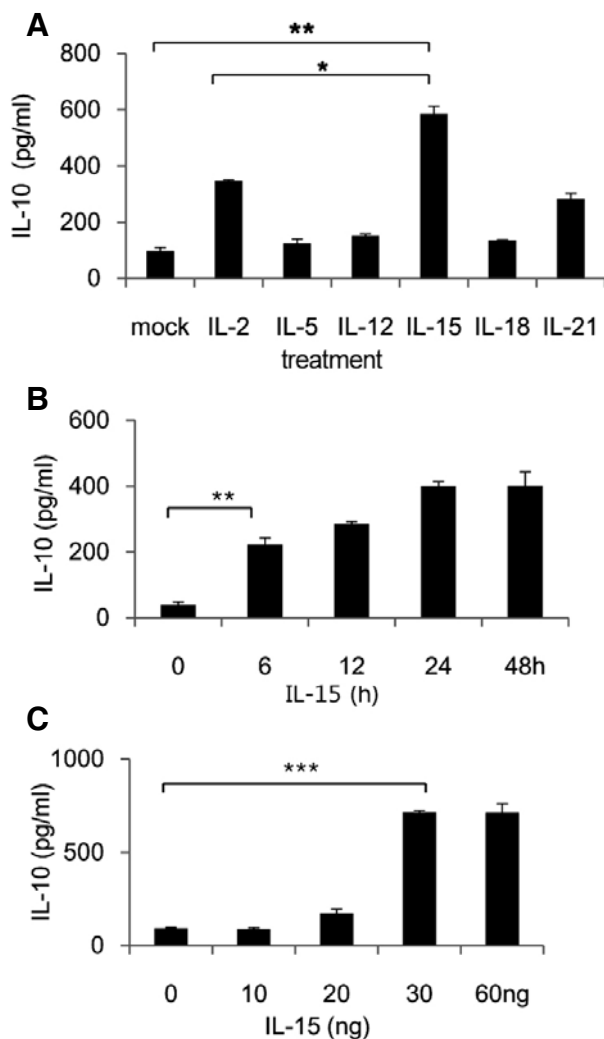 A
**
*
800
600
400
200
0
IL-10 (pg/ml)
mock IL-2 IL-5 IL-12 IL-15 IL-18 IL-21
treatment
B
600
400
200
0
IL-10 (pg/ml)
**
0 6 12 24 48h
IL-15 (h)
C
1000
500
0
IL-10 (pg/ml)
***
0 10 20 30 60ng
IL-15 (ng)